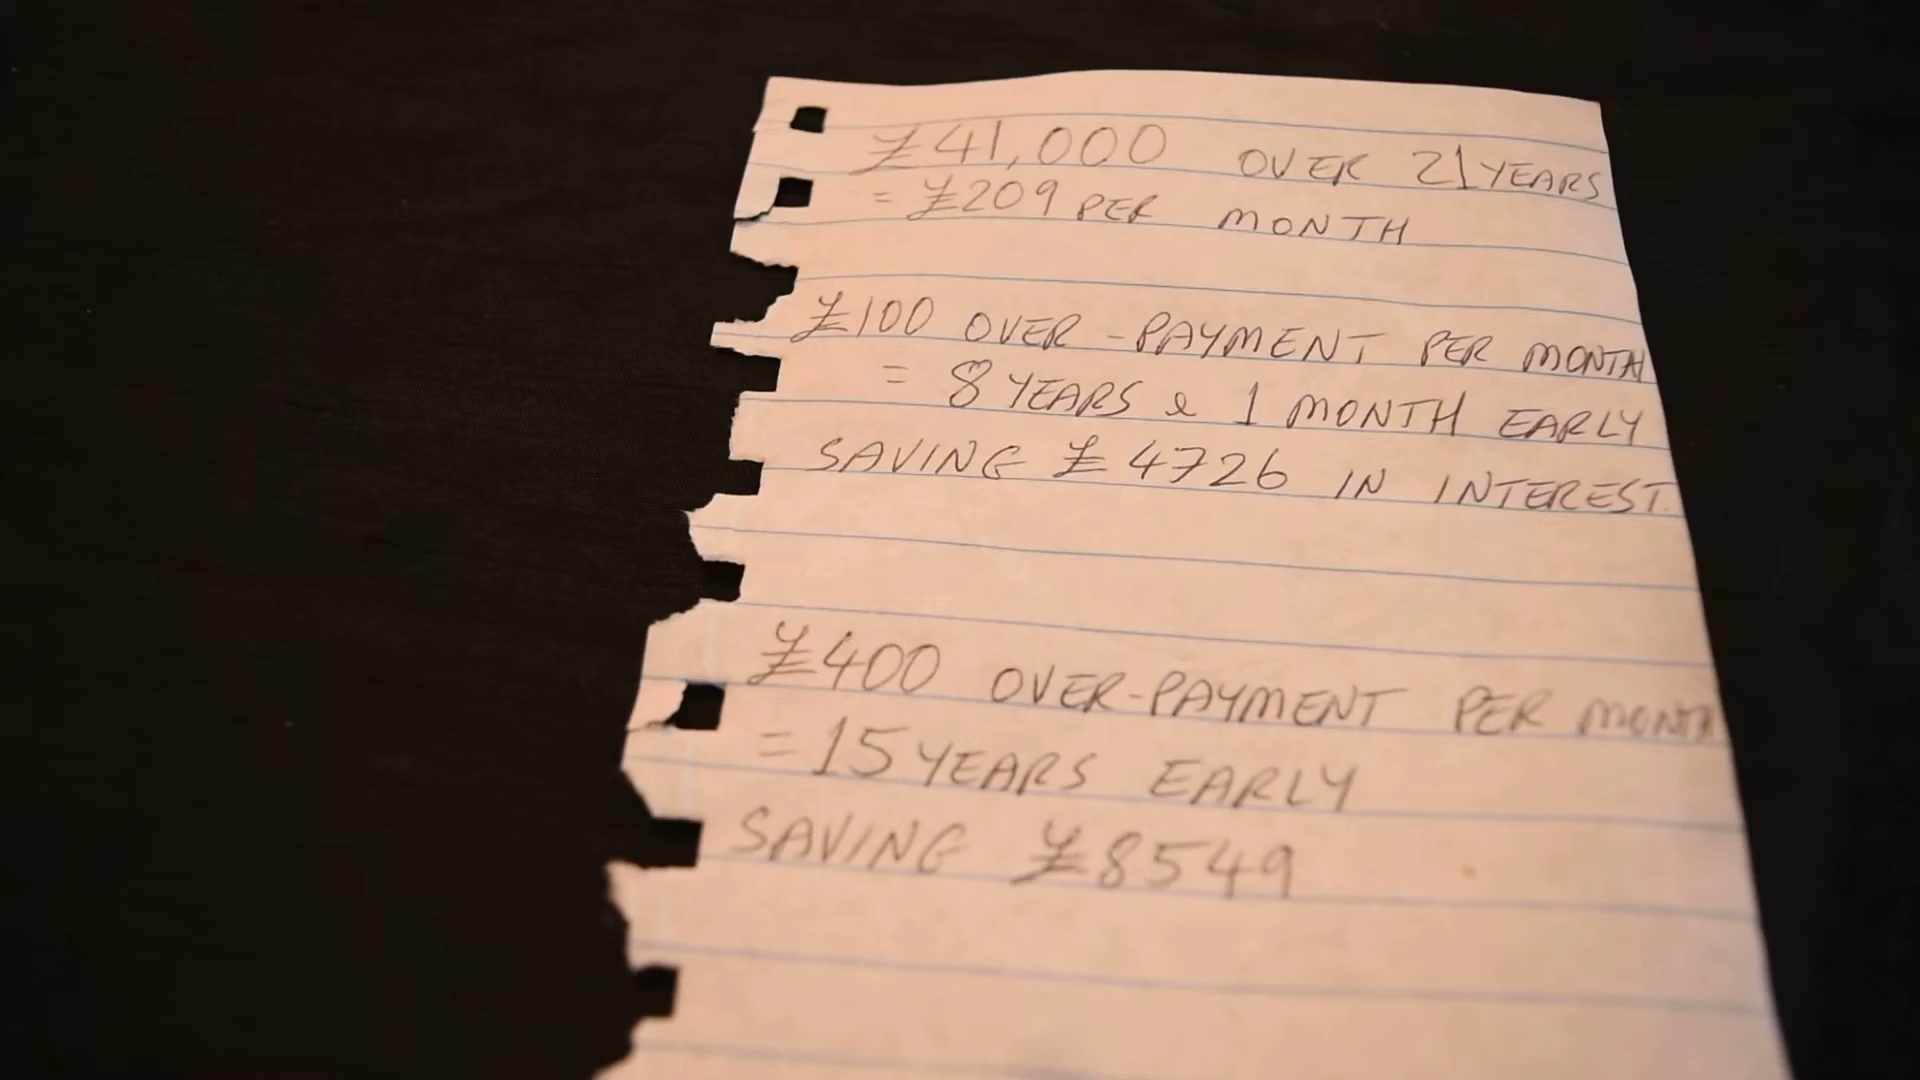 £41,000 OVER 21 YEARS
= £209 PER MONTH
£100 OVER-PAYMENT PER MONTH
= 8 YEARS & 1 MONTH EARLY
SAVING £4726 IN INTEREST.
£400 OVER-PAYMENT PER MONTH
= 15 YEARS EARLY
SAVING £8549